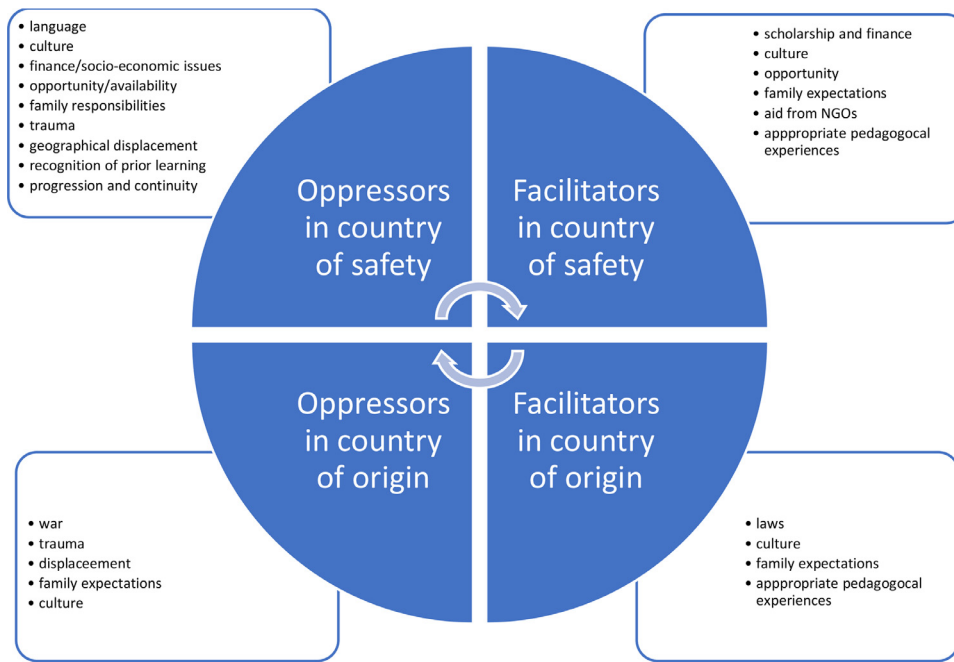 • language
• culture
• finance/socio-economic issues
• opportunity/availability
• family responsibilities
• trauma
• geographical displacement
• recognition of prior learning
• progression and continuity
• scholarship and finance
• culture
• opportunity
• family expectations
• aid from NGOs
• apppropriate pedagogocal
experiences
Oppressors
in country
of safety
Facilitators
in country
of safety
Oppressors
in country
of origin
Facilitators
in country
of origin
• war
• trauma
• displaceement
• family expectations
• culture
• laws
• culture
• family expectations
• apppropriate pedagogocal
experiences